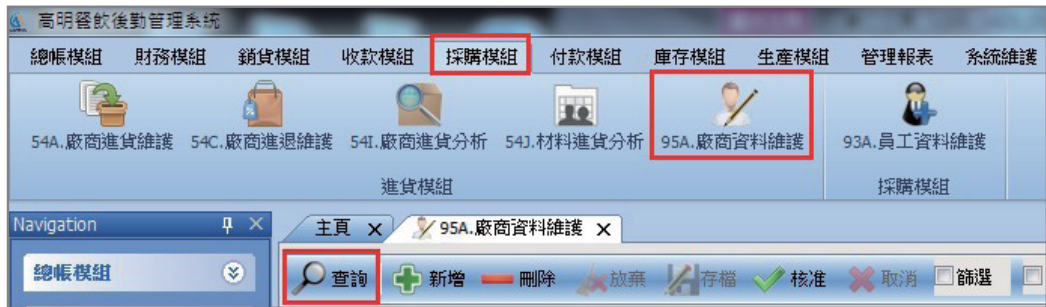 高明餐飲後勤管理系統
總帳模組 財務模組 銷貨模組 收款模組 採購模組 付款模組 庫存模組 生產模組 管理報表 系統維護
54A.廠商進貨維護 54C.廠商進退維護 54I.廠商進貨分析 54J.材料進貨分析 95A.廠商資料維護 93A.員工資料維護
進貨模組 採購模組
Navigation 主頁 95A.廠商資料維護
總帳模組 查詢 新增 刪除 放棄 存檔 核准 取消 篩選